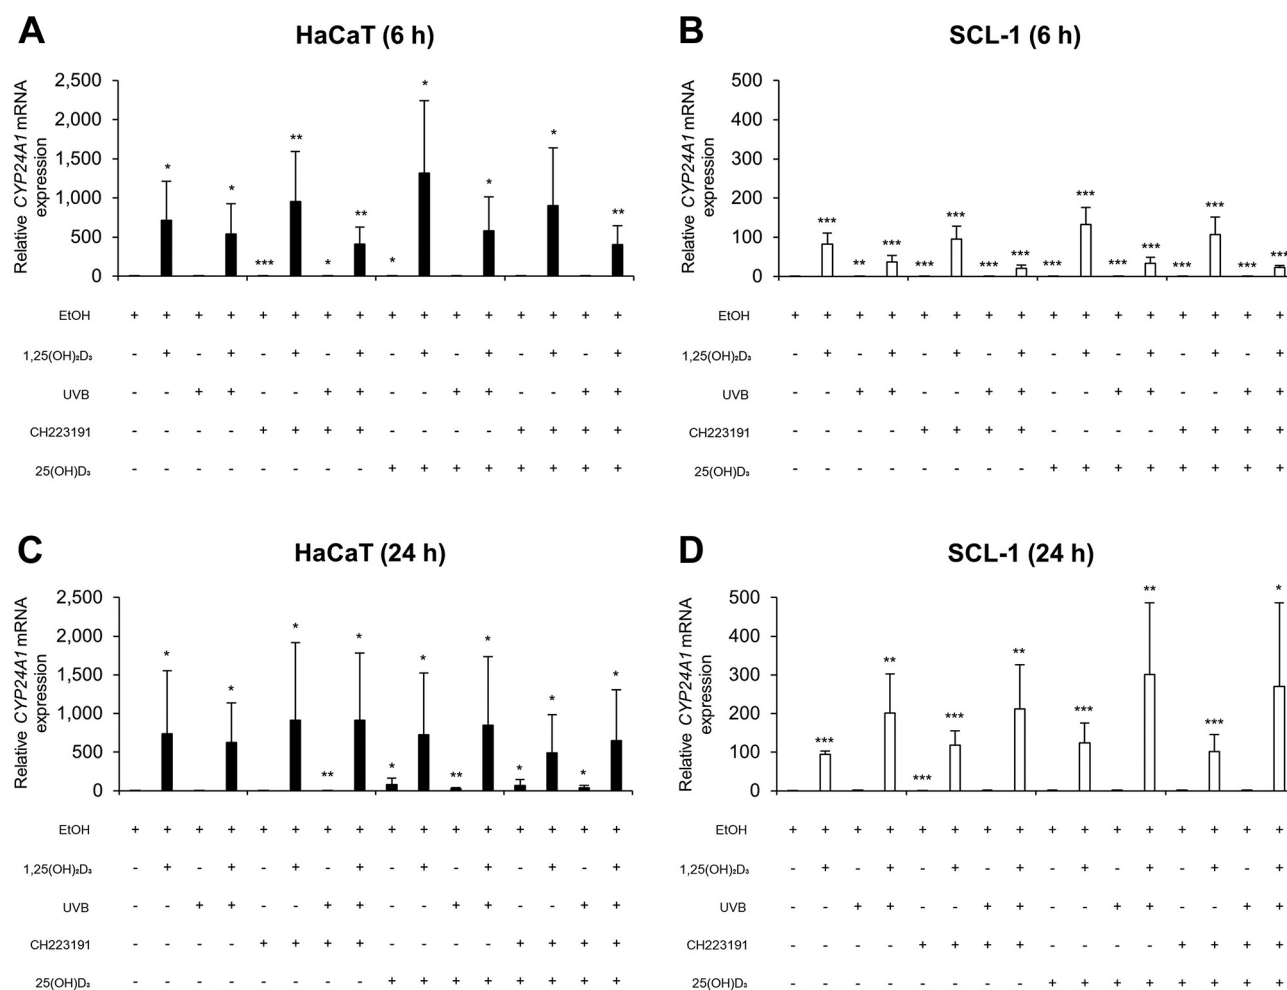 A
HaCaT (6 h)
Relative CYP24A1 mRNA
expression
2,500
2,000
1,500
1,000
500
0
* * *** ** * ** * * * * **
EtOH + + + + + + + + + + + + + + + +
1,25(OH)₂D₃ - + - + - + - + - + - + - + - +
UVB - - + + - - + + - - + + - - + +
CH223191 - - - - + + + + - - - - + + + +
25(OH)D₃ - - - - - - - - + + + + + + + +
B
SCL-1 (6 h)
Relative CYP24A1 mRNA
expression
500
400
300
200
100
0
*** ** *** *** *** *** *** *** *** *** *** *** *** *** ***
EtOH + + + + + + + + + + + + + + + +
1,25(OH)₂D₃ - + - + - + - + - + - + - + - +
UVB - - + + - - + + - - + + - - + +
CH223191 - - - - + + + + - - - - + + + +
25(OH)D₃ - - - - - - - - + + + + + + + +
C
HaCaT (24 h)
Relative CYP24A1 mRNA
expression
2,500
2,000
1,500
1,000
500
0
* * * ** * * * ** * * * * *
EtOH + + + + + + + + + + + + + + + +
1,25(OH)₂D₃ - + - + - + - + - + - + - + - +
UVB - - + + - - + + - - + + - - + +
CH223191 - - - - + + + + - - - - + + + +
25(OH)D₃ - - - - - - - - + + + + + + + +
D
SCL-1 (24 h)
Relative CYP24A1 mRNA
expression
500
400
300
200
100
0
*** ** *** *** ** *** ** *** *
EtOH + + + + + + + + + + + + + + + +
1,25(OH)₂D₃ - + - + - + - + - + - + - + - +
UVB - - + + - - + + - - + + - - + +
CH223191 - - - - + + + + - - - - + + + +
25(OH)D₃ - - - - - - - - + + + + + + + +